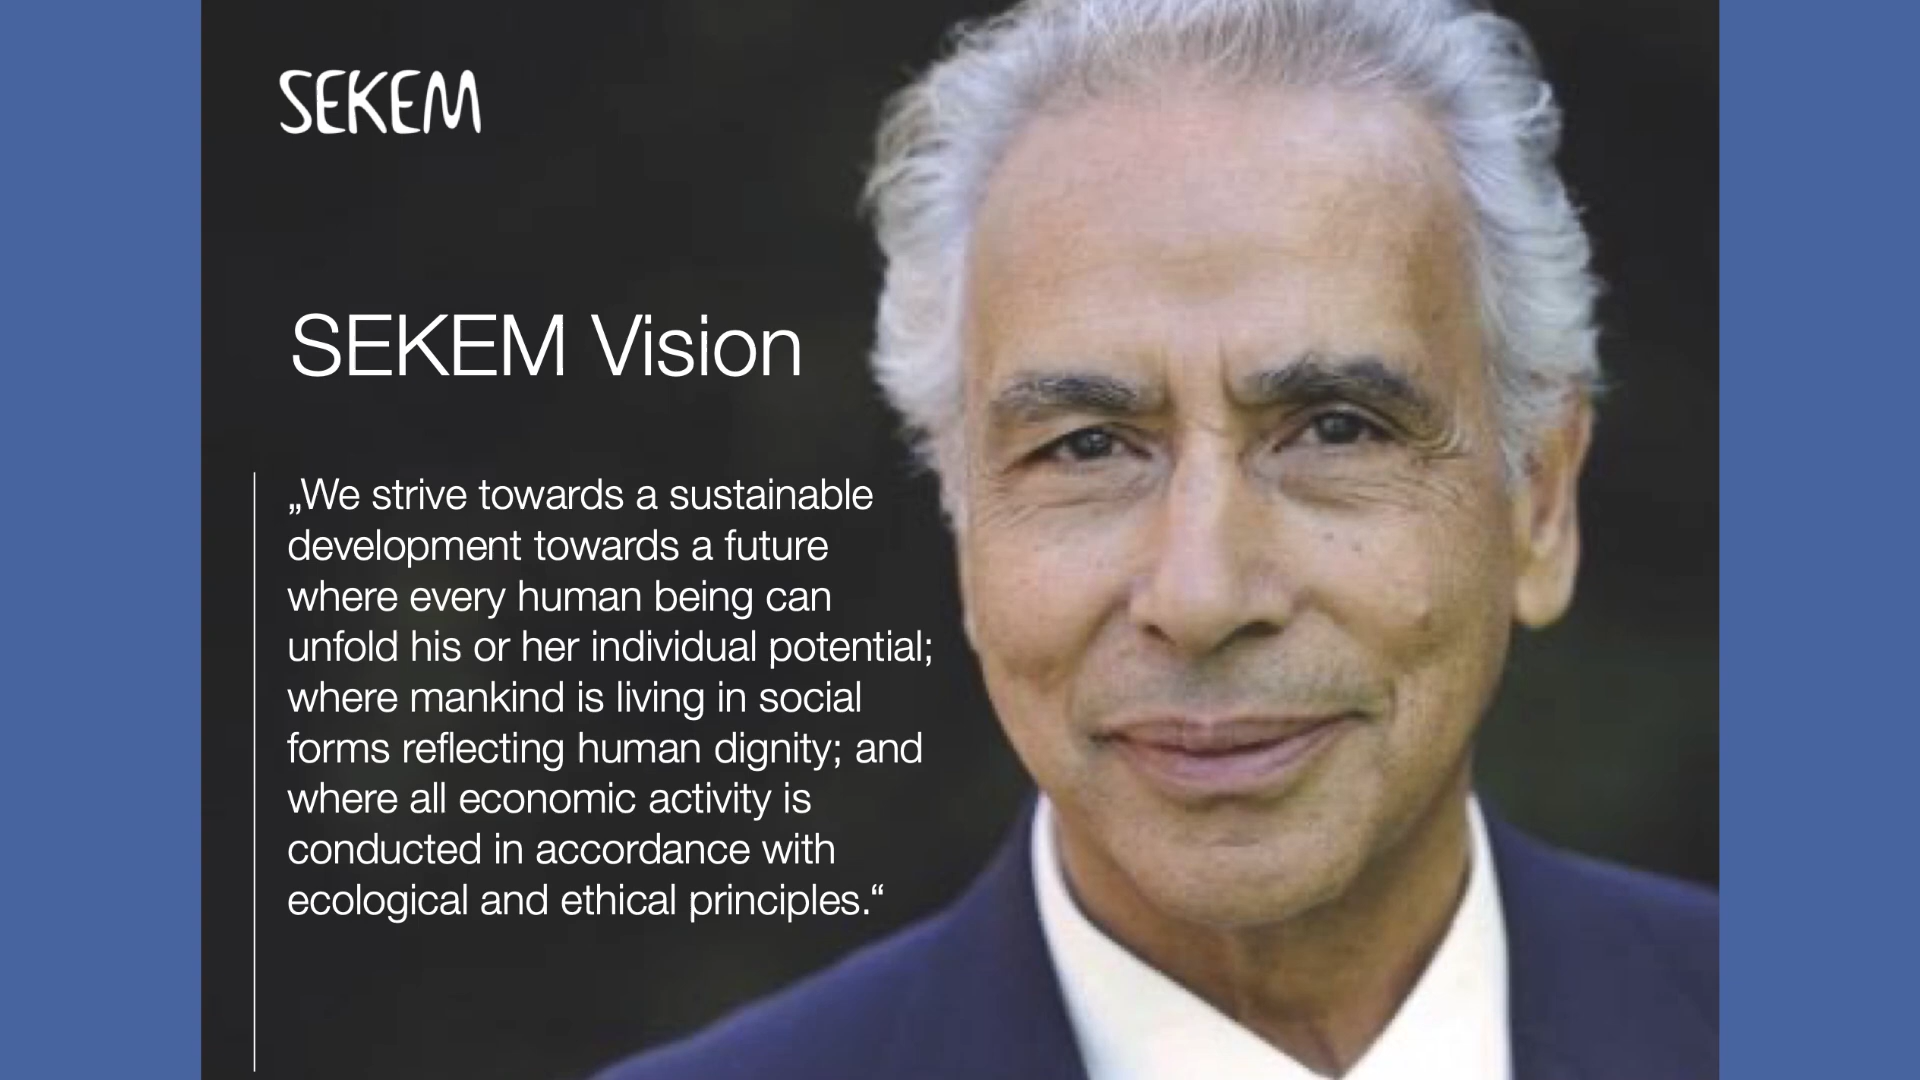 SEKEM
SEKEM Vision
„We strive towards a sustainable
development towards a future
where every human being can
unfold his or her individual potential;
where mankind is living in social
forms reflecting human dignity; and
where all economic activity is
conducted in accordance with
ecological and ethical principles.“